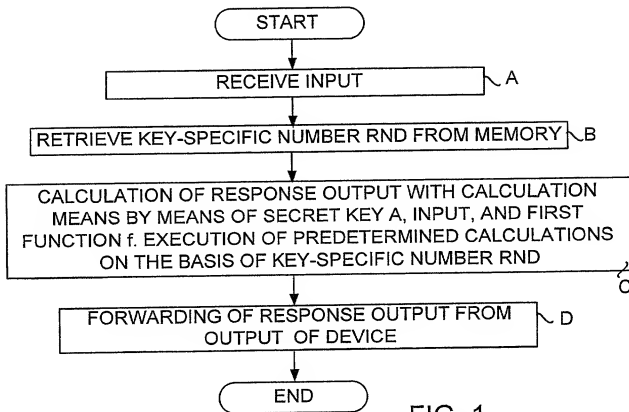 START
RECEIVE INPUT
A
RETRIEVE KEY-SPECIFIC NUMBER RND FROM MEMORY
B
CALCULATION OF RESPONSE OUTPUT WITH CALCULATION
MEANS BY MEANS OF SECRET KEY A, INPUT, AND FIRST
FUNCTION f. EXECUTION OF PREDETERMINED CALCULATIONS
ON THE BASIS OF KEY-SPECIFIC NUMBER RND
C
FORWARDING OF RESPONSE OUTPUT FROM
OUTPUT OF DEVICE
D
END
FIG. 1